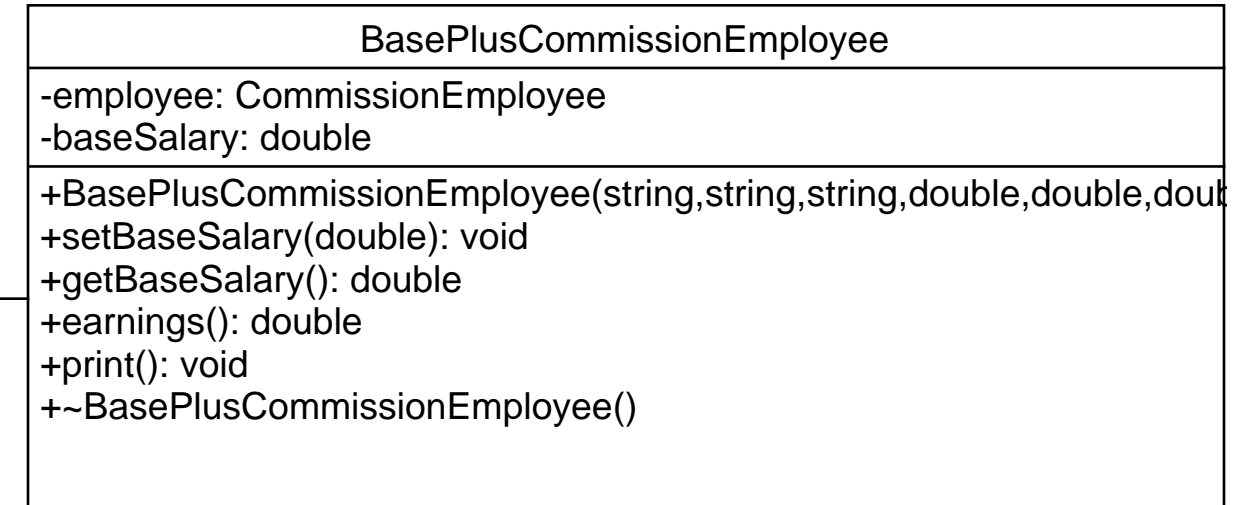 BasePlusCommissionEmployee
-employee: CommissionEmployee
-baseSalary: double
+BasePlusCommissionEmployee(string,string,string,double,double,doub
+setBaseSalary(double): void
+getBaseSalary(): double
+earnings(): double
+print(): void
+~BasePlusCommissionEmployee()